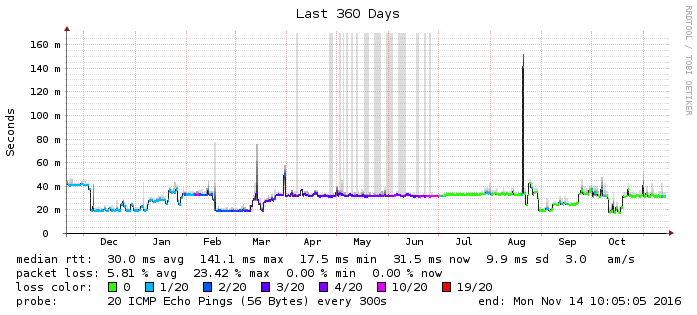 Last 360 Days
RRDTOOL / TOBI OETIKER
Seconds
160 m
140 m
120 m
100 m
80 m
60 m
40 m
20 m
0
Dec Jan Feb Mar Apr May Jun Jul Aug Sep Oct
median rtt: 30.0 ms avg 141.1 ms max 17.5 ms min 31.5 ms now 9.9 ms sd 3.0 am/s
packet loss: 5.81 % avg 23.42 % max 0.00 % min 0.00 % now
loss color: 0 1/20 2/20 3/20 4/20 10/20 19/20
probe: 20 ICMP Echo Pings (56 Bytes) every 300s end: Mon Nov 14 10:05:05 2016